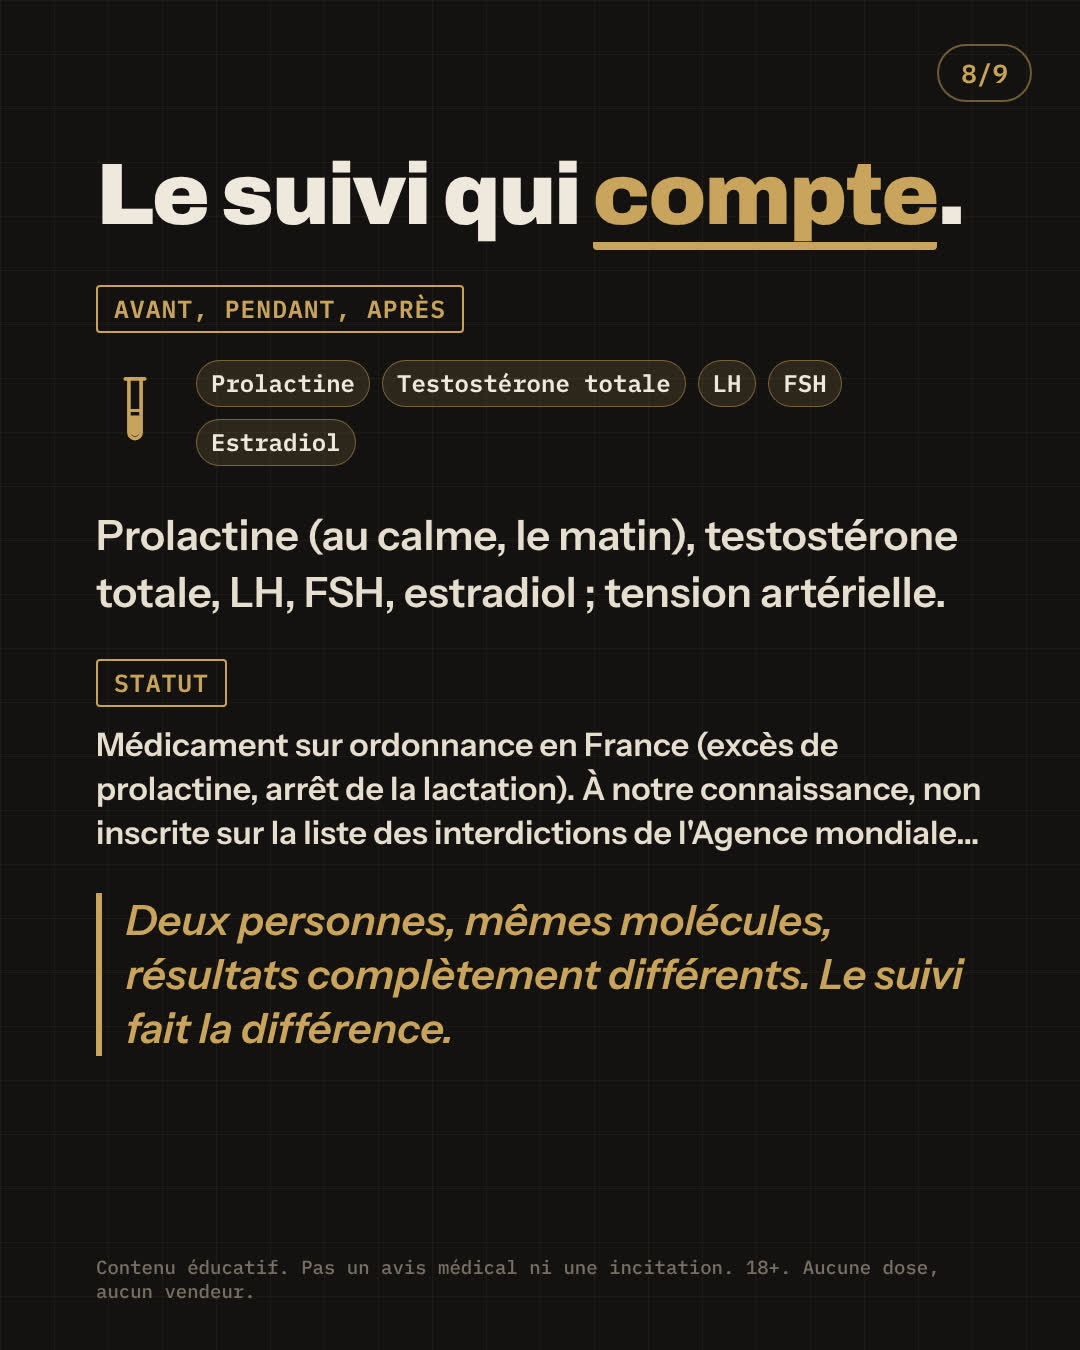 8/9
Le suivi qui compte.
AVANT, PENDANT, APRÈS
Prolactine Testostérone totale LH FSH
Estradiol
Prolactine (au calme, le matin), testostérone
totale, LH, FSH, estradiol ; tension artérielle.
STATUT
Médicament sur ordonnance en France (excès de
prolactine, arrêt de la lactation). À notre connaissance, non
inscrite sur la liste des interdictions de l'Agence mondiale…
Deux personnes, mêmes molécules,
résultats complètement différents. Le suivi
fait la différence.
Contenu éducatif. Pas un avis médical ni une incitation. 18+. Aucune dose,
aucun vendeur.